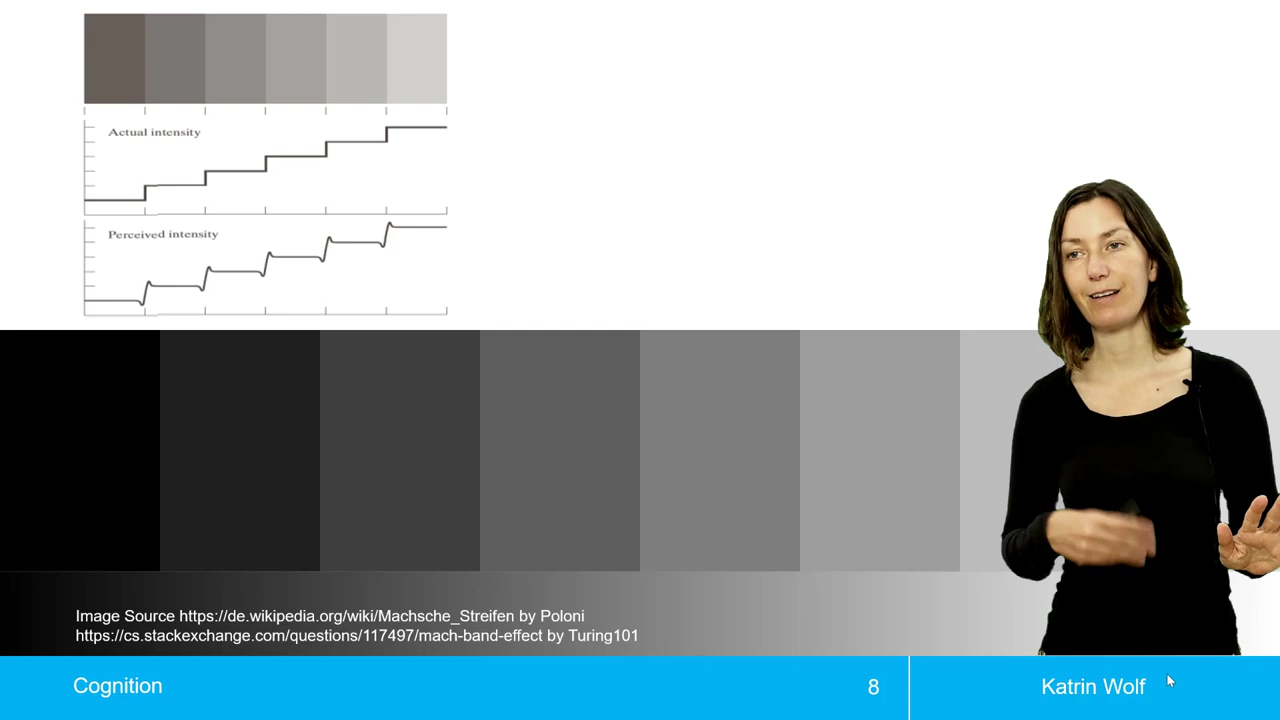 Actual intensity
Perceived intensity
Image Source https://de.wikipedia.org/wiki/Machsche_Streifen by Poloni
https://cs.stackexchange.com/questions/117497/mach-band-effect by Turing101
Cognition
8
Katrin Wolf